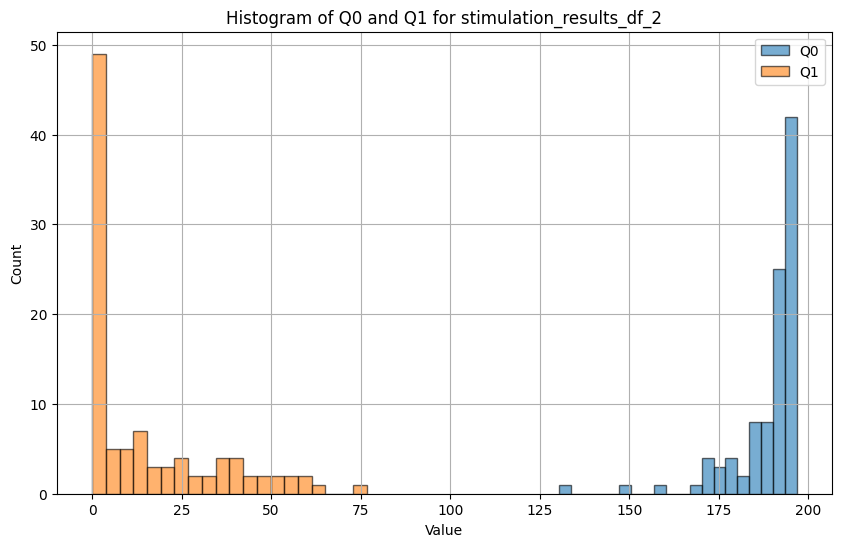 Histogram of Q0 and Q1 for stimulation_results_df_2
Q0
Q1
50
40
30
20
10
0
Count
0 25 50 75 100 125 150 175 200
Value